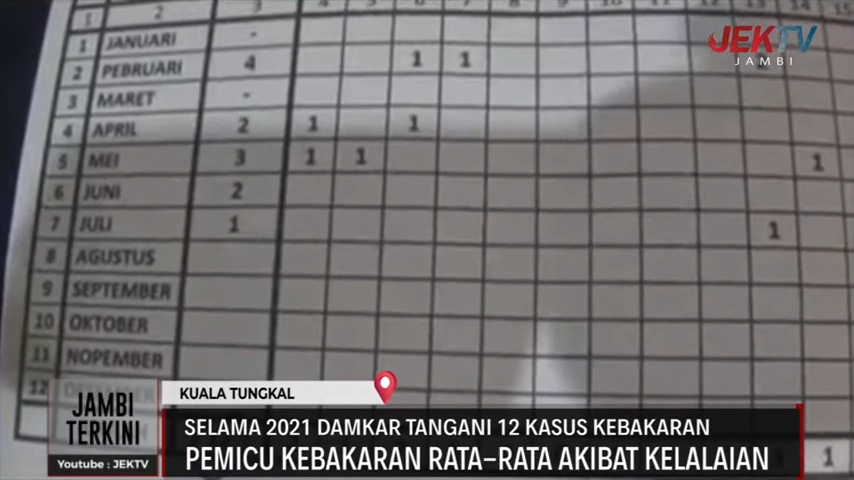 1 2 3 4 5 6 7 8 9 10 11 12 13 14 15
1 JANUARI -
2 PEBRUARI 4 1 1
3 MARET -
4 APRIL 2 1 1
5 MEI 3 1 1 1
6 JUNI 2
7 JULI 1 1
8 AGUSTUS
9 SEPTEMBER
10 OKTOBER
11 NOPEMBER
12
JEKTV
JAMBI
JAMBI
TERKINI
Youtube : JEKTV
KUALA TUNGKAL
SELAMA 2021 DAMKAR TANGANI 12 KASUS KEBAKARAN
PEMICU KEBAKARAN RATA-RATA AKIBAT KELALAIAN
1